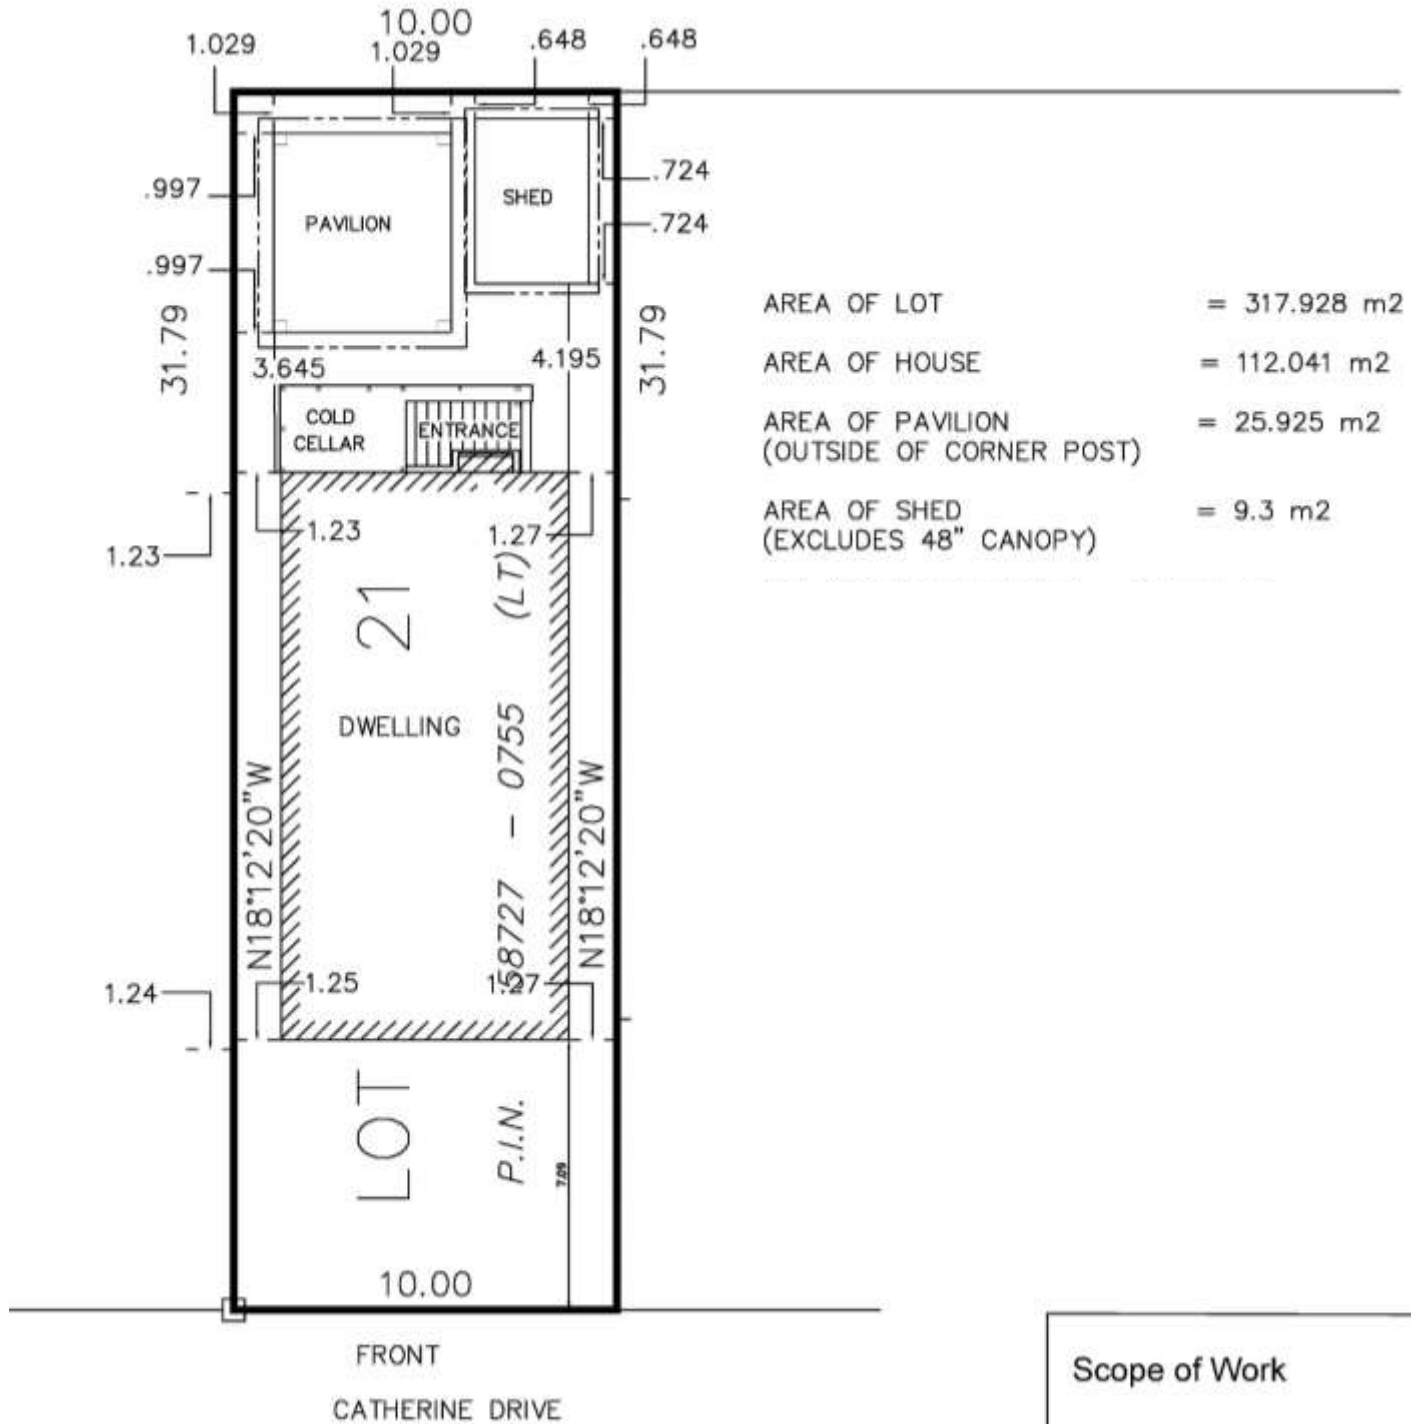 10.00
1.029
1.029
.648
.648
.997
.724
PAVILION
SHED
.724
.997
31.79
31.79
3.645
4.195
COLD
CELLAR
ENTRANCE
AREA OF LOT = 317.928 m2
AREA OF HOUSE = 112.041 m2
AREA OF PAVILION = 25.925 m2
(OUTSIDE OF CORNER POST)
AREA OF SHED = 9.3 m2
(EXCLUDES 48" CANOPY)
1.23
1.23
1.27
LOT 21
DWELLING
P.I.N. 58727 - 0755 (LT)
N18°12'20"W
N18°12'20"W
1.24
1.25
1.27
7.09
10.00
FRONT
CATHERINE DRIVE
Scope of Work